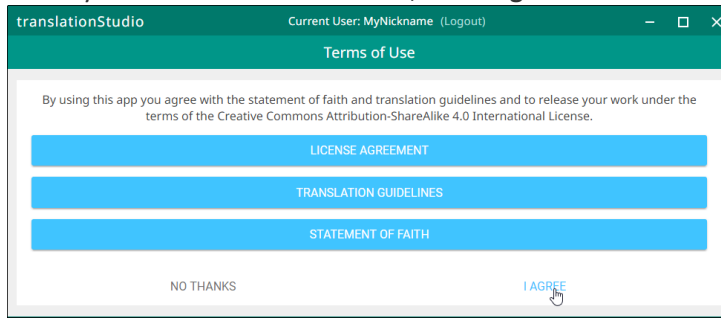 translationStudio Current User: MyNickname (Logout)
Terms of Use
By using this app you agree with the statement of faith and translation guidelines and to release your work under the
terms of the Creative Commons Attribution-ShareAlike 4.0 International License.
LICENSE AGREEMENT
TRANSLATION GUIDELINES
STATEMENT OF FAITH
NO THANKS I AGREE